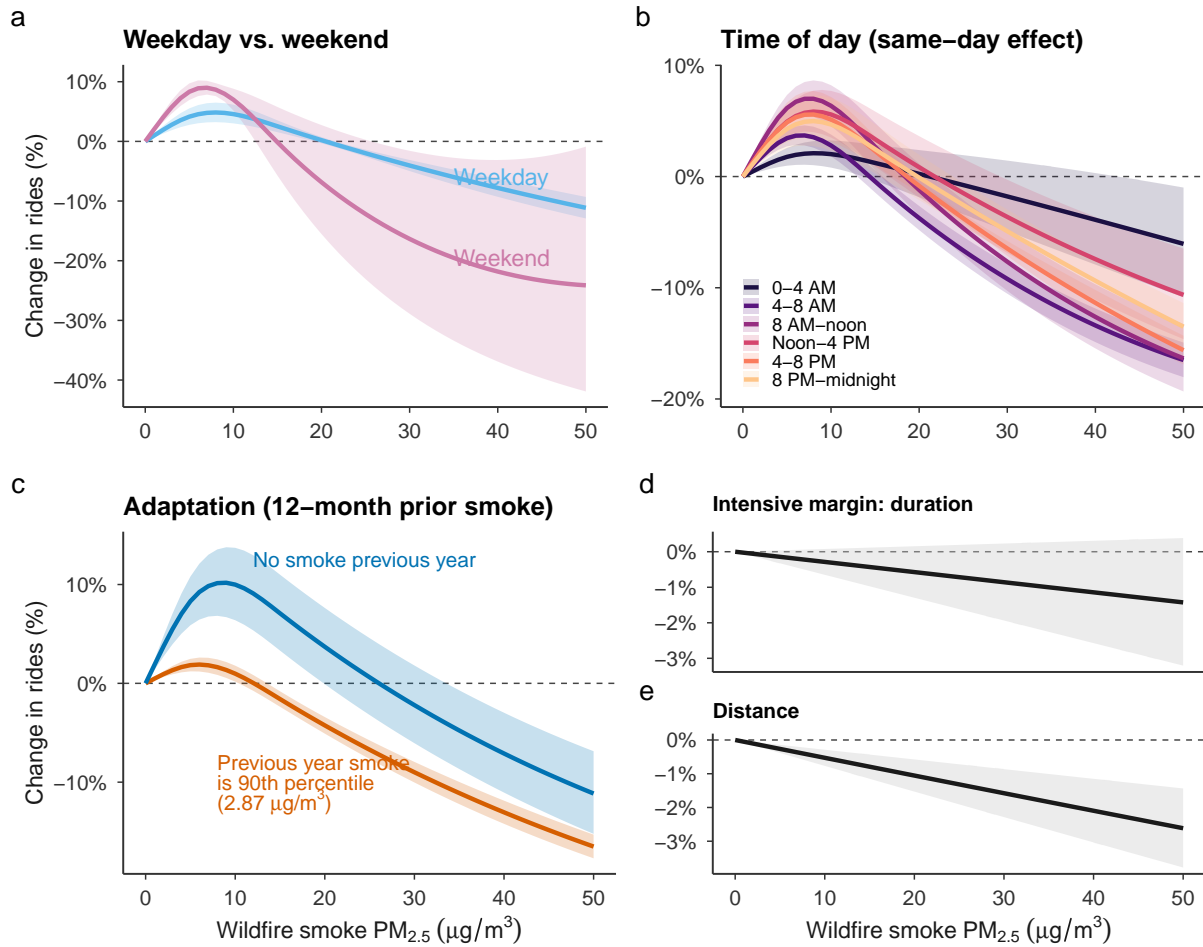 a
Weekday vs. weekend
10%
0%
−10%
−20%
−30%
−40%
Change in rides (%)
Weekday
Weekend
0 10 20 30 40 50
b
Time of day (same−day effect)
10%
0%
−10%
−20%
0−4 AM
4−8 AM
8 AM−noon
Noon−4 PM
4−8 PM
8 PM−midnight
0 10 20 30 40 50
c
Adaptation (12−month prior smoke)
10%
0%
−10%
Change in rides (%)
No smoke previous year
Previous year smoke
is 90th percentile
(2.87 μg/m³)
0 10 20 30 40 50
Wildfire smoke PM₂.₅ (μg/m³)
d
Intensive margin: duration
0%
−1%
−2%
−3%
e
Distance
0%
−1%
−2%
−3%
0 10 20 30 40 50
Wildfire smoke PM₂.₅ (μg/m³)